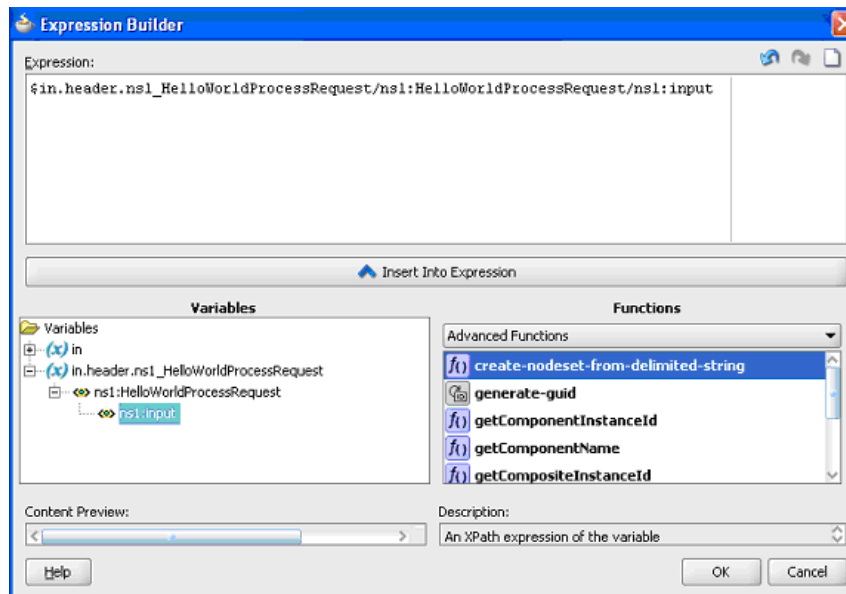 Expression Builder
Expression:
$in.header.ns1_HelloWorldProcessRequest/ns1:HelloWorldProcessRequest/ns1:input
Insert Into Expression
Variables
Variables
(x) in
(x) in.header.ns1_HelloWorldProcessRequest
ns1:HelloWorldProcessRequest
ns1:input
Functions
Advanced Functions
f() create-nodeset-from-delimited-string
generate-guid
f() getComponentInstanceId
f() getComponentName
f() getCompositeInstanceId
Content Preview:
Description:
An XPath expression of the variable
Help
OK
Cancel